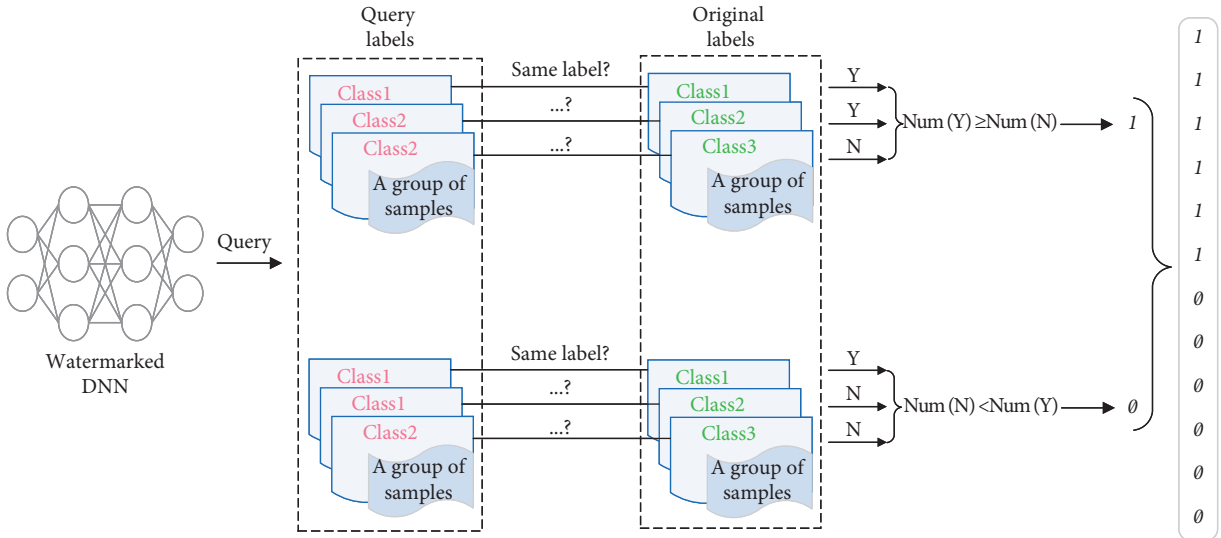 Query
labels
Original
labels
Same label?
Class1
Class1
Y
...?
Class2
Class2
Y
Num (Y) ≥Num (N)
1
...?
Class2
Class3
N
A group of
samples
A group of
samples
Query
Watermarked
DNN
Same label?
Class1
Class1
Y
...?
Class1
Class2
N
Num (N) <Num (Y)
0
...?
Class2
Class3
N
A group of
samples
A group of
samples
1
1
1
1
1
1
0
0
0
0
0
0